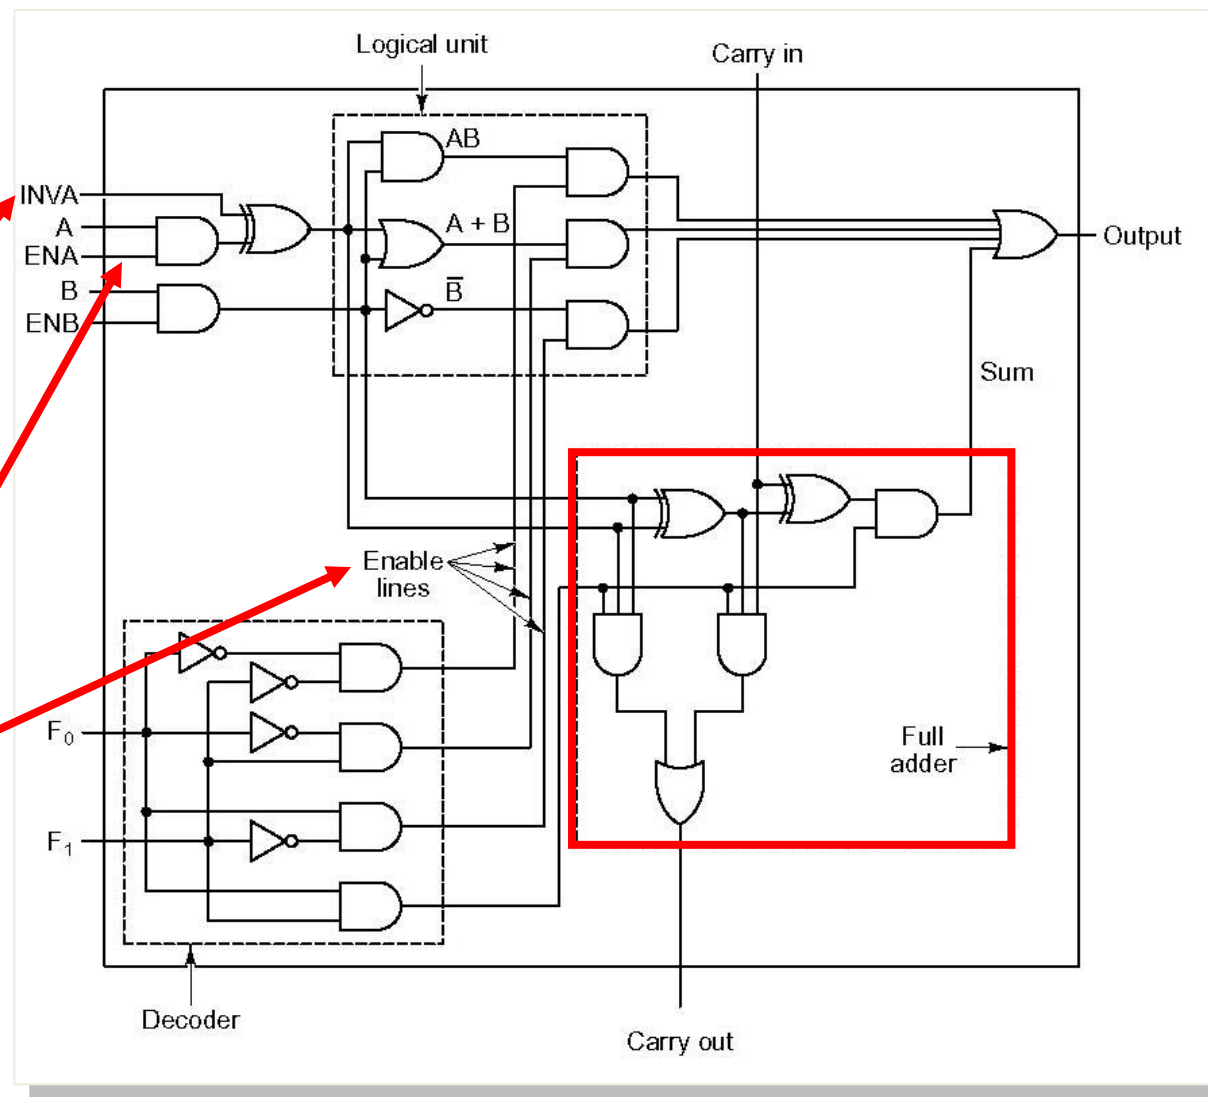 Logical unit
Carry in
AB
INVA
A
A + B
Output
ENA
B
B̅
ENB
Sum
Enable
lines
F₀
Full
adder
F₁
Decoder
Carry out